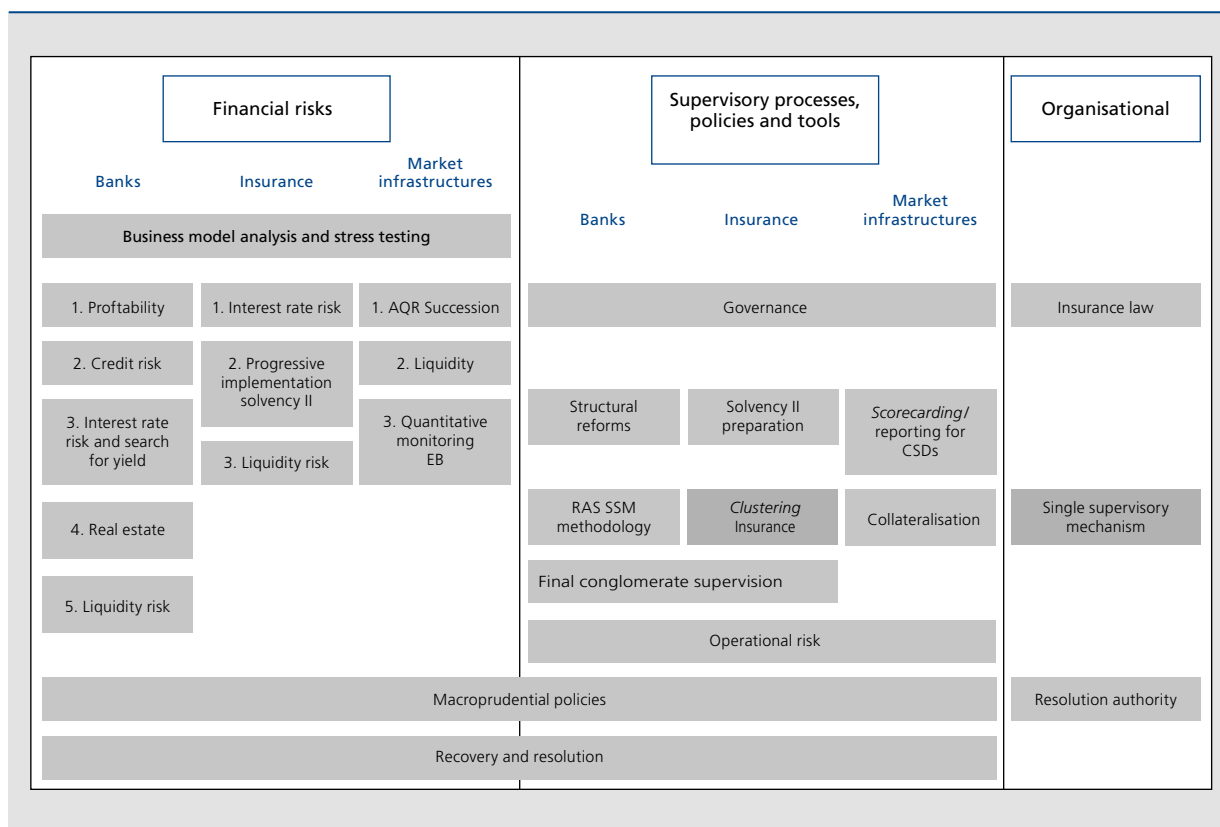 Financial risks
Banks
Insurance
Market
infrastructures
Business model analysis and stress testing
1. Proftability
1. Interest rate risk
1. AQR Succession
2. Credit risk
2. Progressive
implementation
solvency II
2. Liquidity
3. Interest rate
risk and search
for yield
3. Liquidity risk
3. Quantitative
monitoring
EB
4. Real estate
5. Liquidity risk
Supervisory processes,
policies and tools
Banks
Insurance
Market
infrastructures
Governance
Structural
reforms
Solvency II
preparation
Scorecarding/
reporting for
CSDs
RAS SSM
methodology
Clustering
Insurance
Collateralisation
Final conglomerate supervision
Operational risk
Macroprudential policies
Recovery and resolution
Organisational
Insurance law
Single supervisory
mechanism
Resolution authority